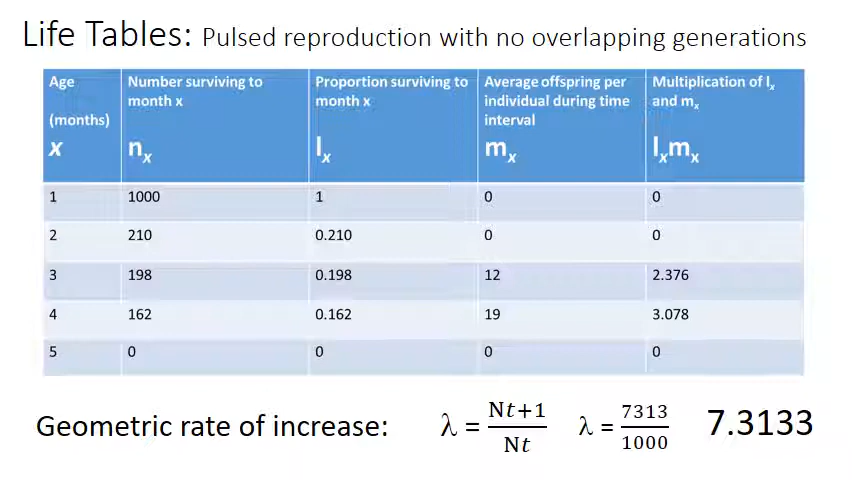 Life Tables: Pulsed reproduction with no overlapping generations
Age (months) x | Number surviving to month x nₓ | Proportion surviving to month x lₓ | Average offspring per individual during time interval mₓ | Multiplication of lₓ and mₓ lₓmₓ
1 | 1000 | 1 | 0 | 0
2 | 210 | 0.210 | 0 | 0
3 | 198 | 0.198 | 12 | 2.376
4 | 162 | 0.162 | 19 | 3.078
5 | 0 | 0 | 0 | 0
Geometric rate of increase: λ = Nt+1/Nt λ = 7313/1000 7.3133